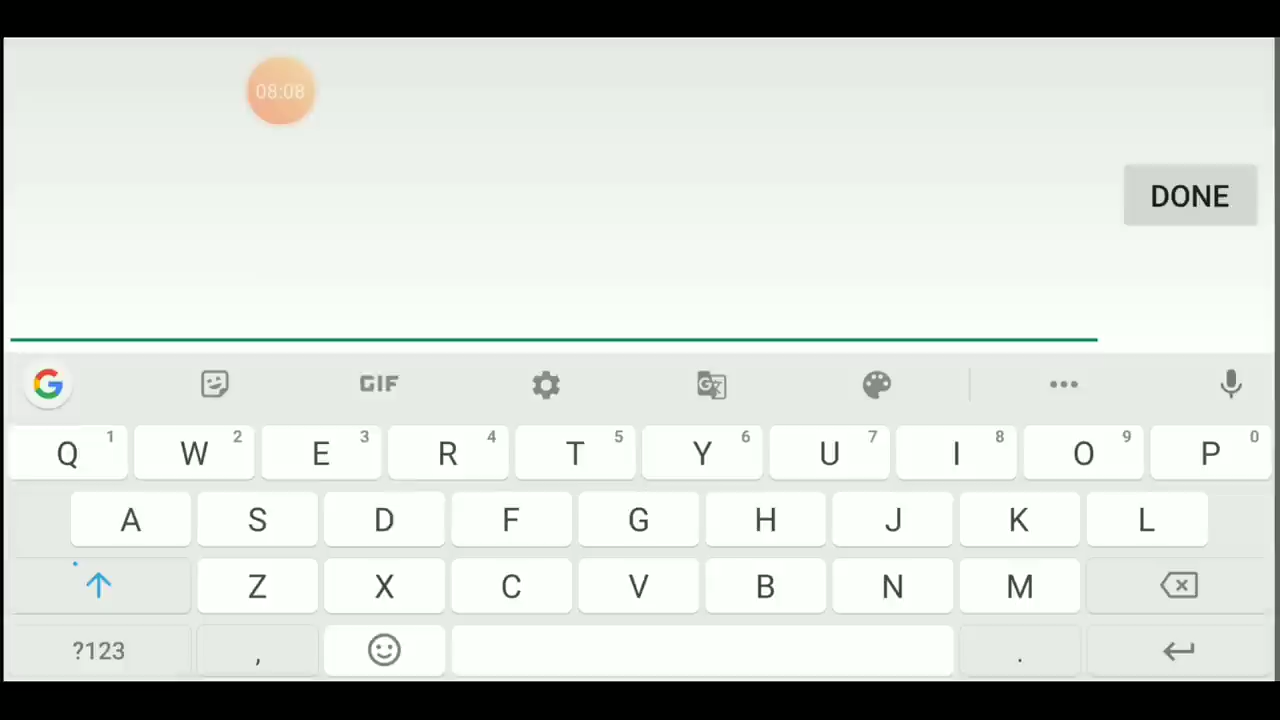 08:08
DONE
GIF
Q 1 W 2 E 3 R 4 T 5 Y 6 U 7 I 8 O 9 P 0
A S D F G H J K L
Z X C V B N M
?123 , .